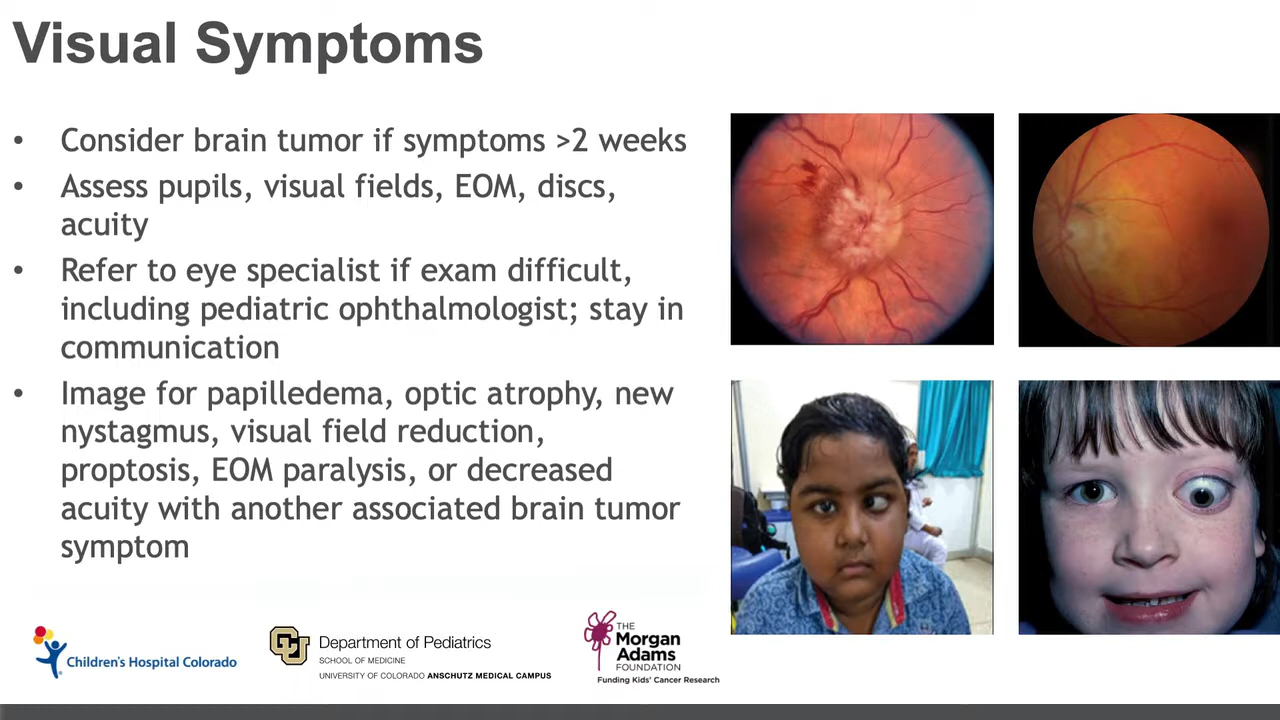 Visual Symptoms
• Consider brain tumor if symptoms >2 weeks
• Assess pupils, visual fields, EOM, discs,
acuity
• Refer to eye specialist if exam difficult,
including pediatric ophthalmologist; stay in
communication
• Image for papilledema, optic atrophy, new
nystagmus, visual field reduction,
proptosis, EOM paralysis, or decreased
acuity with another associated brain tumor
symptom
Children's Hospital Colorado
CU
Department of Pediatrics
SCHOOL OF MEDICINE
UNIVERSITY OF COLORADO ANSCHUTZ MEDICAL CAMPUS
THE
Morgan
Adams
FOUNDATION
Funding Kids' Cancer Research